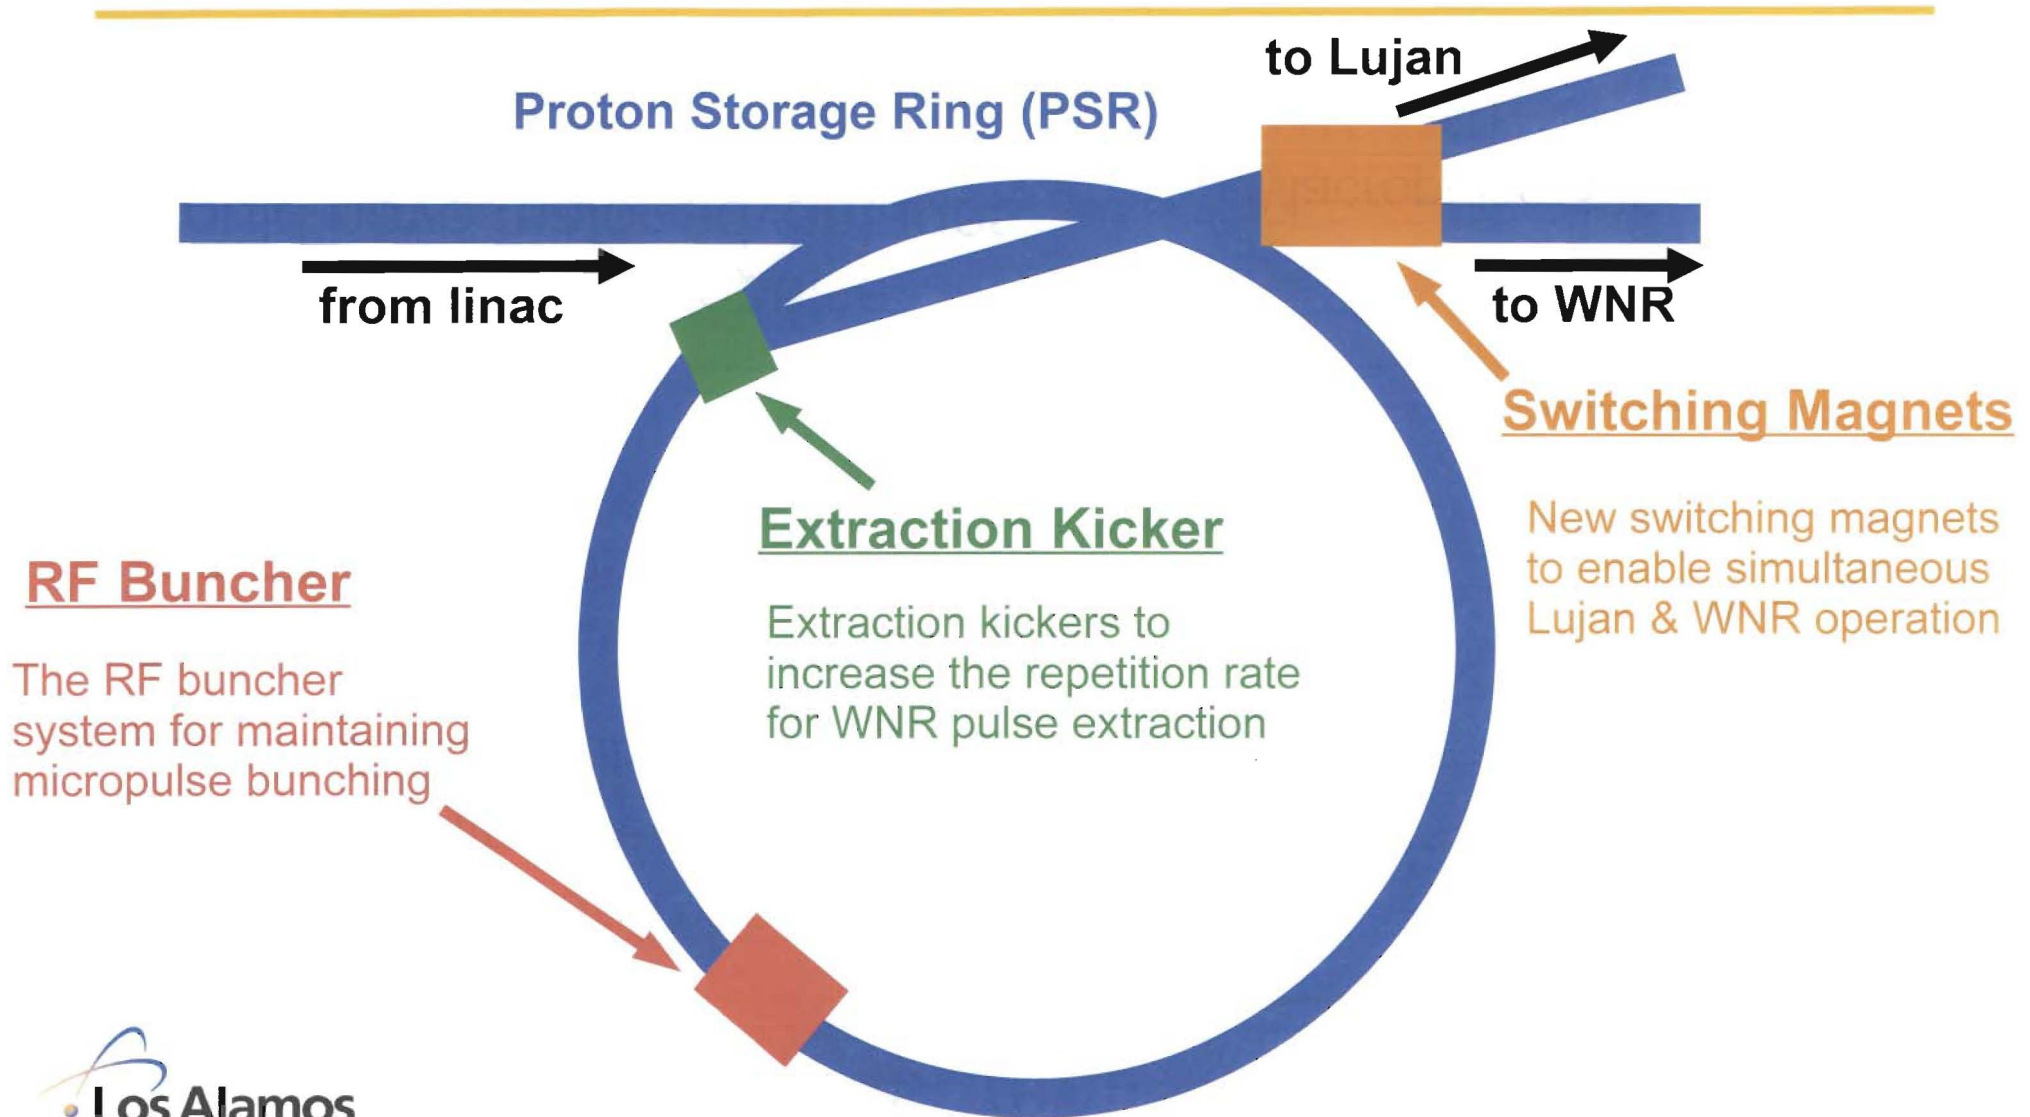 to Lujan
Proton Storage Ring (PSR)
from linac
to WNR
Switching Magnets
New switching magnets
to enable simultaneous
Lujan & WNR operation
Extraction Kicker
Extraction kickers to
increase the repetition rate
for WNR pulse extraction
RF Buncher
The RF buncher
system for maintaining
micropulse bunching
Los Alamos